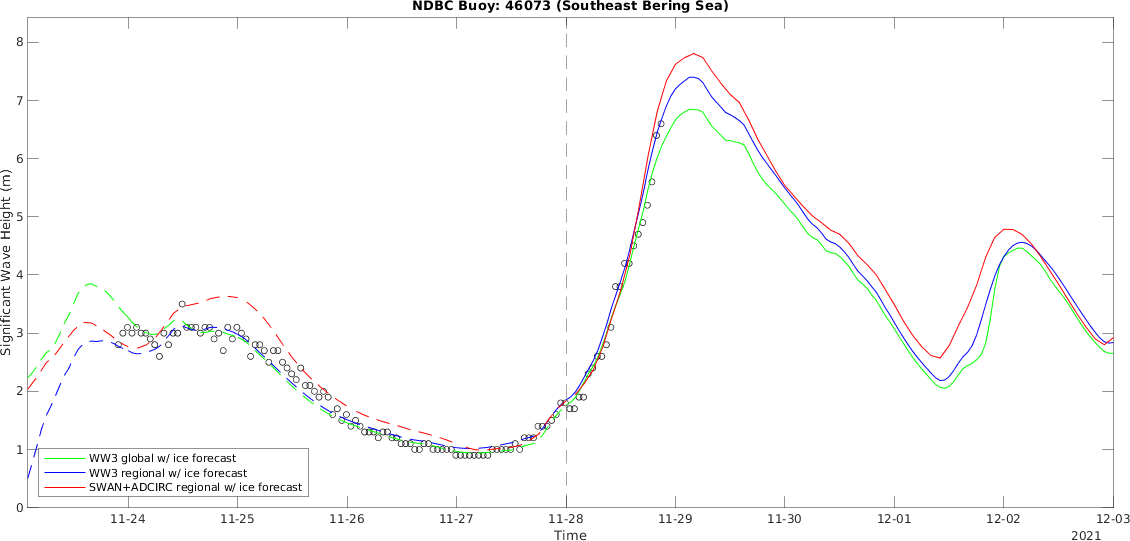 NDBC Buoy: 46073 (Southeast Bering Sea)
Significant Wave Height (m)
8
7
6
5
4
3
2
1
0
WW3 global w/ ice forecast
WW3 regional w/ ice forecast
SWAN+ADCIRC regional w/ ice forecast
11-24 11-25 11-26 11-27 11-28 11-29 11-30 12-01 12-02 12-03
Time
2021